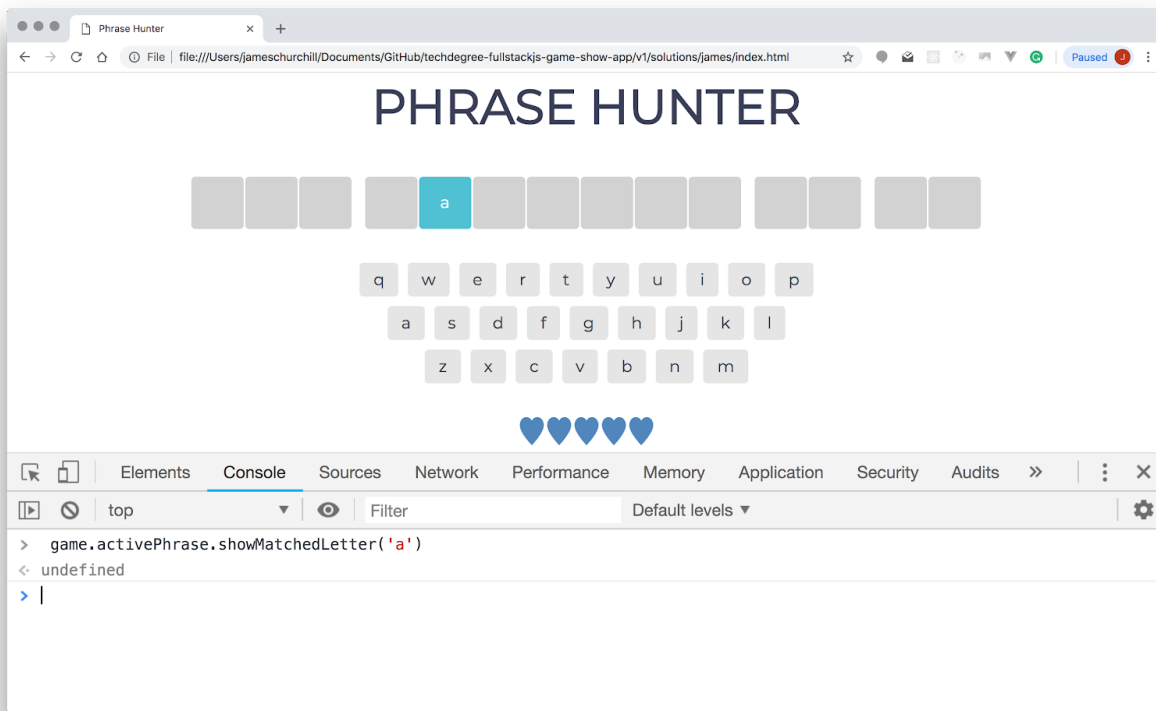 Phrase Hunter × +
File file:///Users/jameschurchill/Documents/GitHub/techdegree-fullstackjs-game-show-app/v1/solutions/james/index.html Paused J
PHRASE HUNTER
a
q w e r t y u i o p
a s d f g h j k l
z x c v b n m
Elements Console Sources Network Performance Memory Application Security Audits »
top Filter Default levels
> game.activePhrase.showMatchedLetter('a')
undefined
>